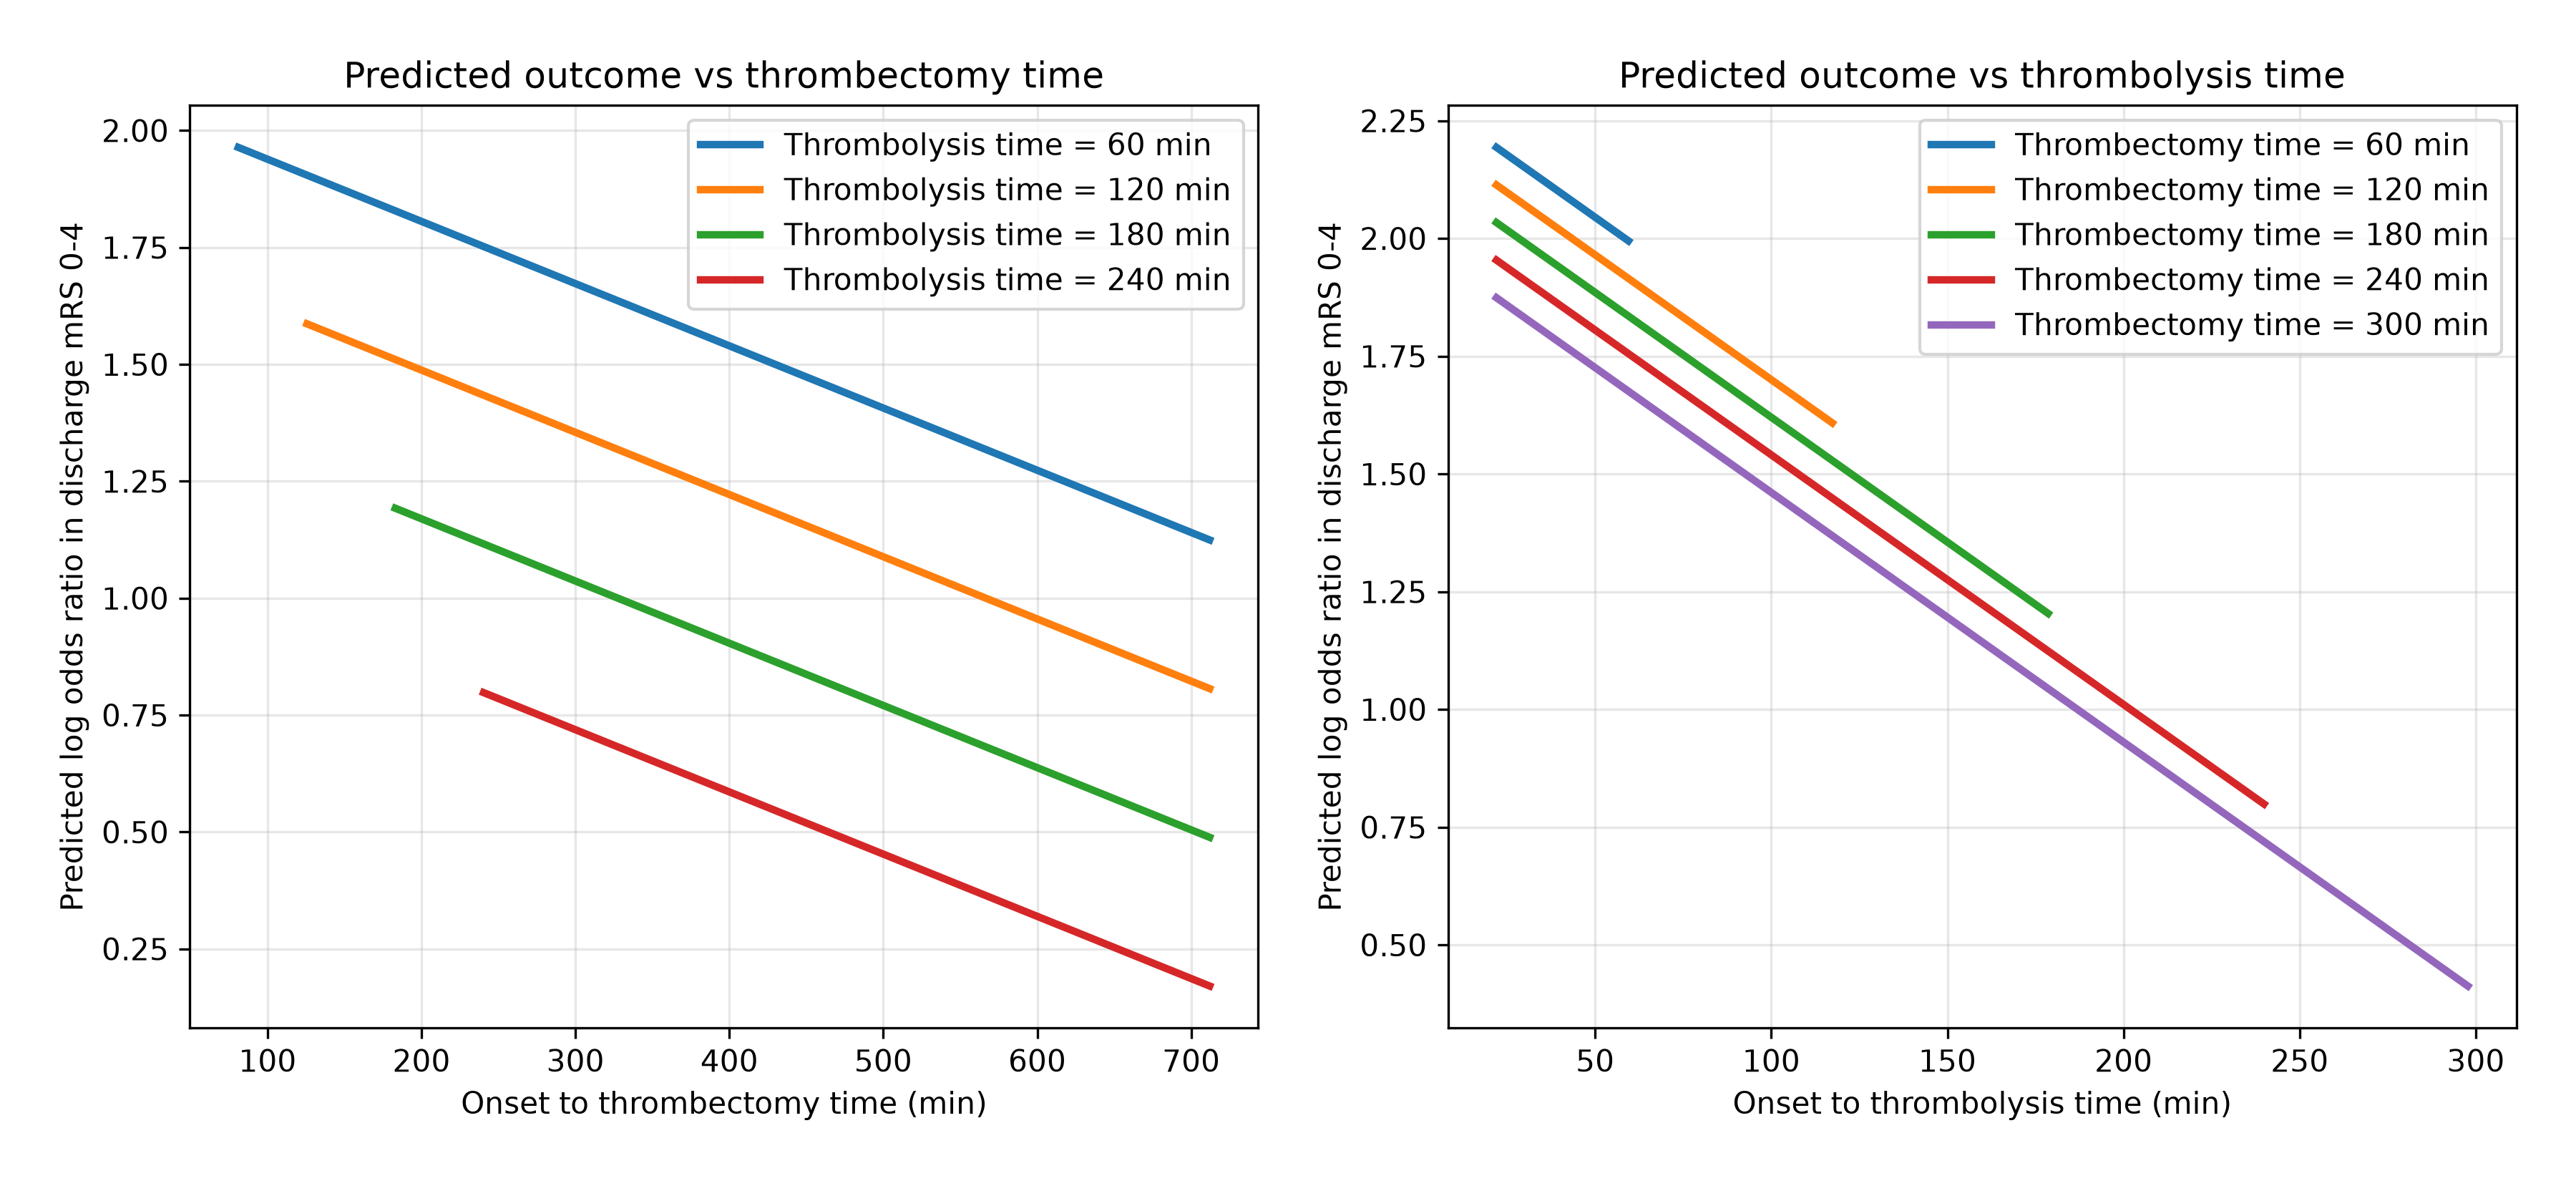 Predicted outcome vs thrombectomy time
Predicted log odds ratio in discharge mRS 0-4
2.00
1.75
1.50
1.25
1.00
0.75
0.50
0.25
Thrombolysis time = 60 min
Thrombolysis time = 120 min
Thrombolysis time = 180 min
Thrombolysis time = 240 min
100 200 300 400 500 600 700
Onset to thrombectomy time (min)
Predicted outcome vs thrombolysis time
Predicted log odds ratio in discharge mRS 0-4
2.25
2.00
1.75
1.50
1.25
1.00
0.75
0.50
Thrombectomy time = 60 min
Thrombectomy time = 120 min
Thrombectomy time = 180 min
Thrombectomy time = 240 min
Thrombectomy time = 300 min
50 100 150 200 250 300
Onset to thrombolysis time (min)